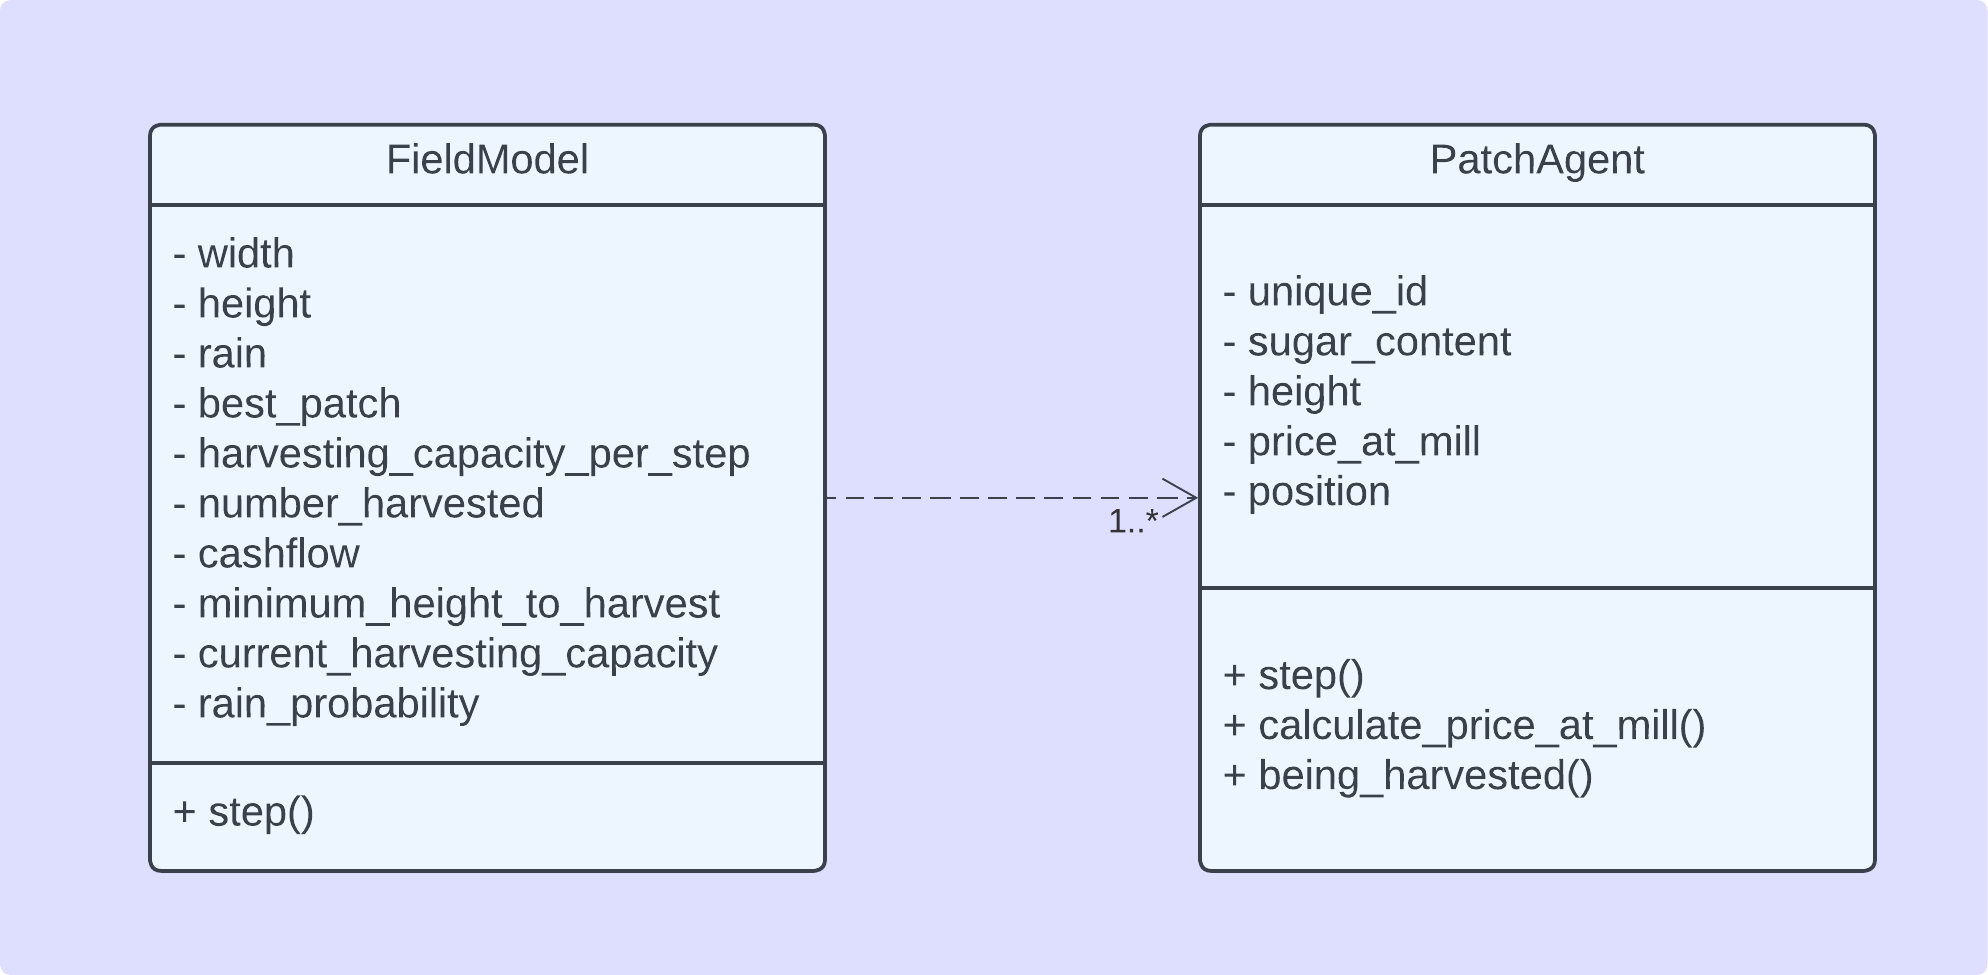 FieldModel
- width
- height
- rain
- best_patch
- harvesting_capacity_per_step
- number_harvested
- cashflow
- minimum_height_to_harvest
- current_harvesting_capacity
- rain_probability
+ step()
1..*
PatchAgent
- unique_id
- sugar_content
- height
- price_at_mill
- position
+ step()
+ calculate_price_at_mill()
+ being_harvested()